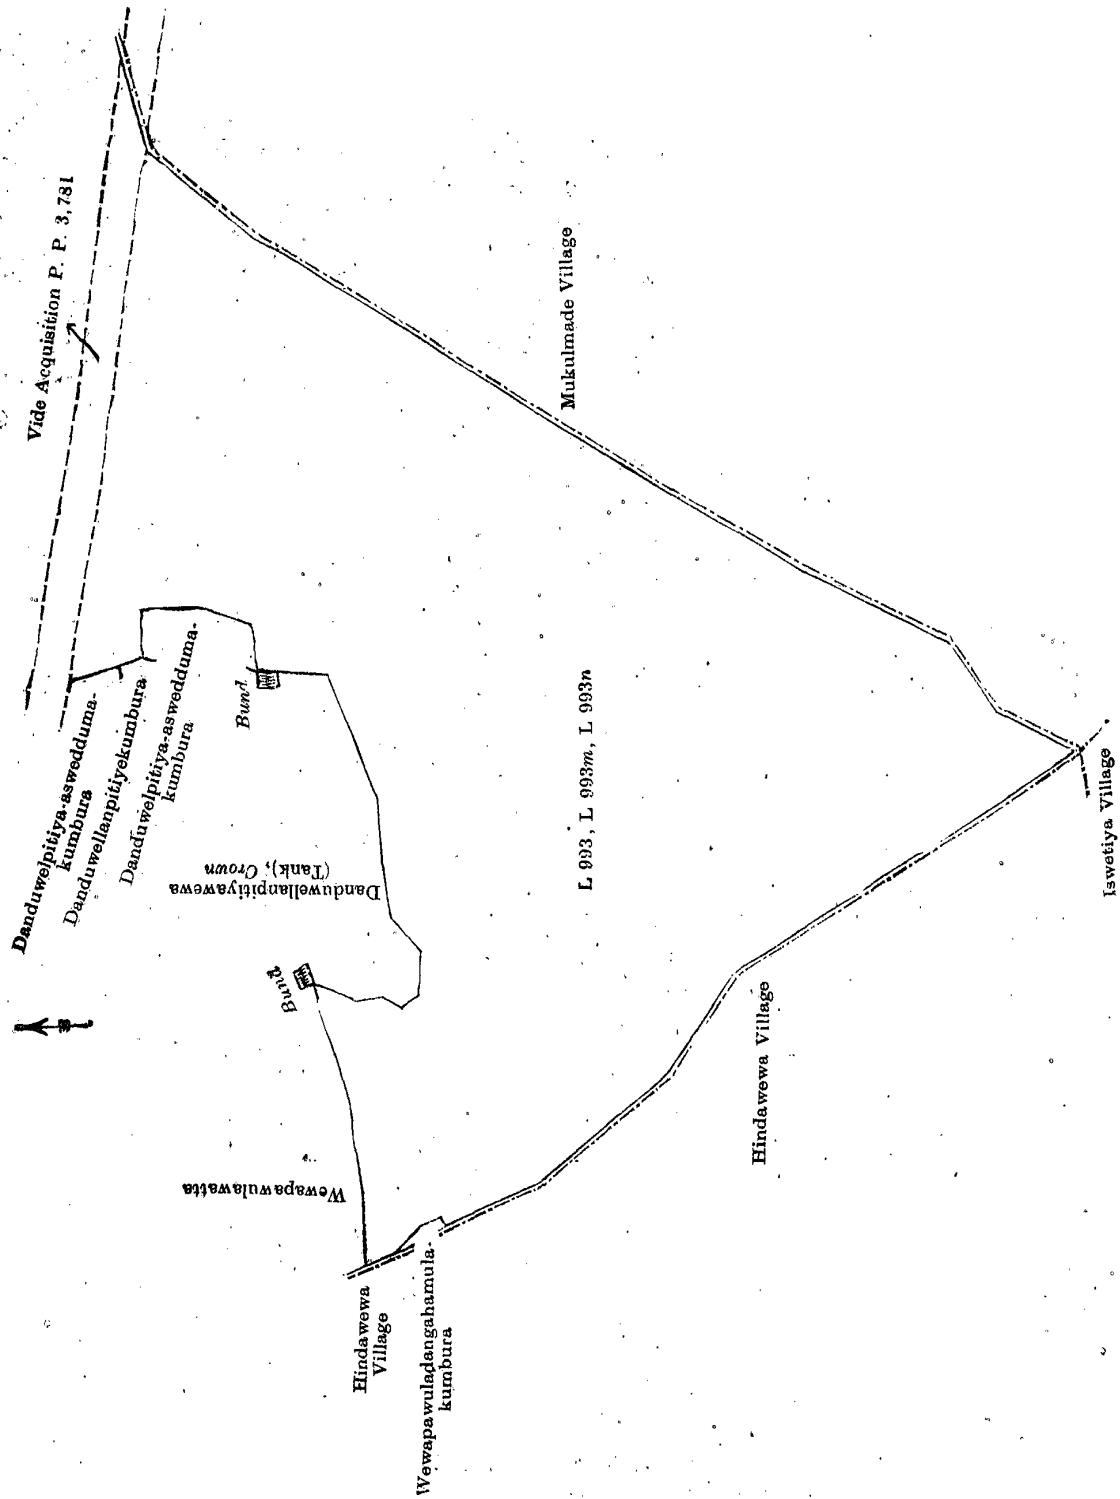 Vide Acquisition P. P. 3,781
Danduwelpitiya-aswedduma-
kumbura
Danduwellanpitiyekumbura
Danduwelpitiya-aswedduma-
kumbura
Bund
Danduwellanpitiyawewa
(Tank), Crown
Bund
Wewapawulawatta
Hindawewa
Village
Wewapawuladangahamula-
kumbura
Mukulmade Village
L 993, L 993m, L 993n
Hindawewa Village
Iswetiya Village